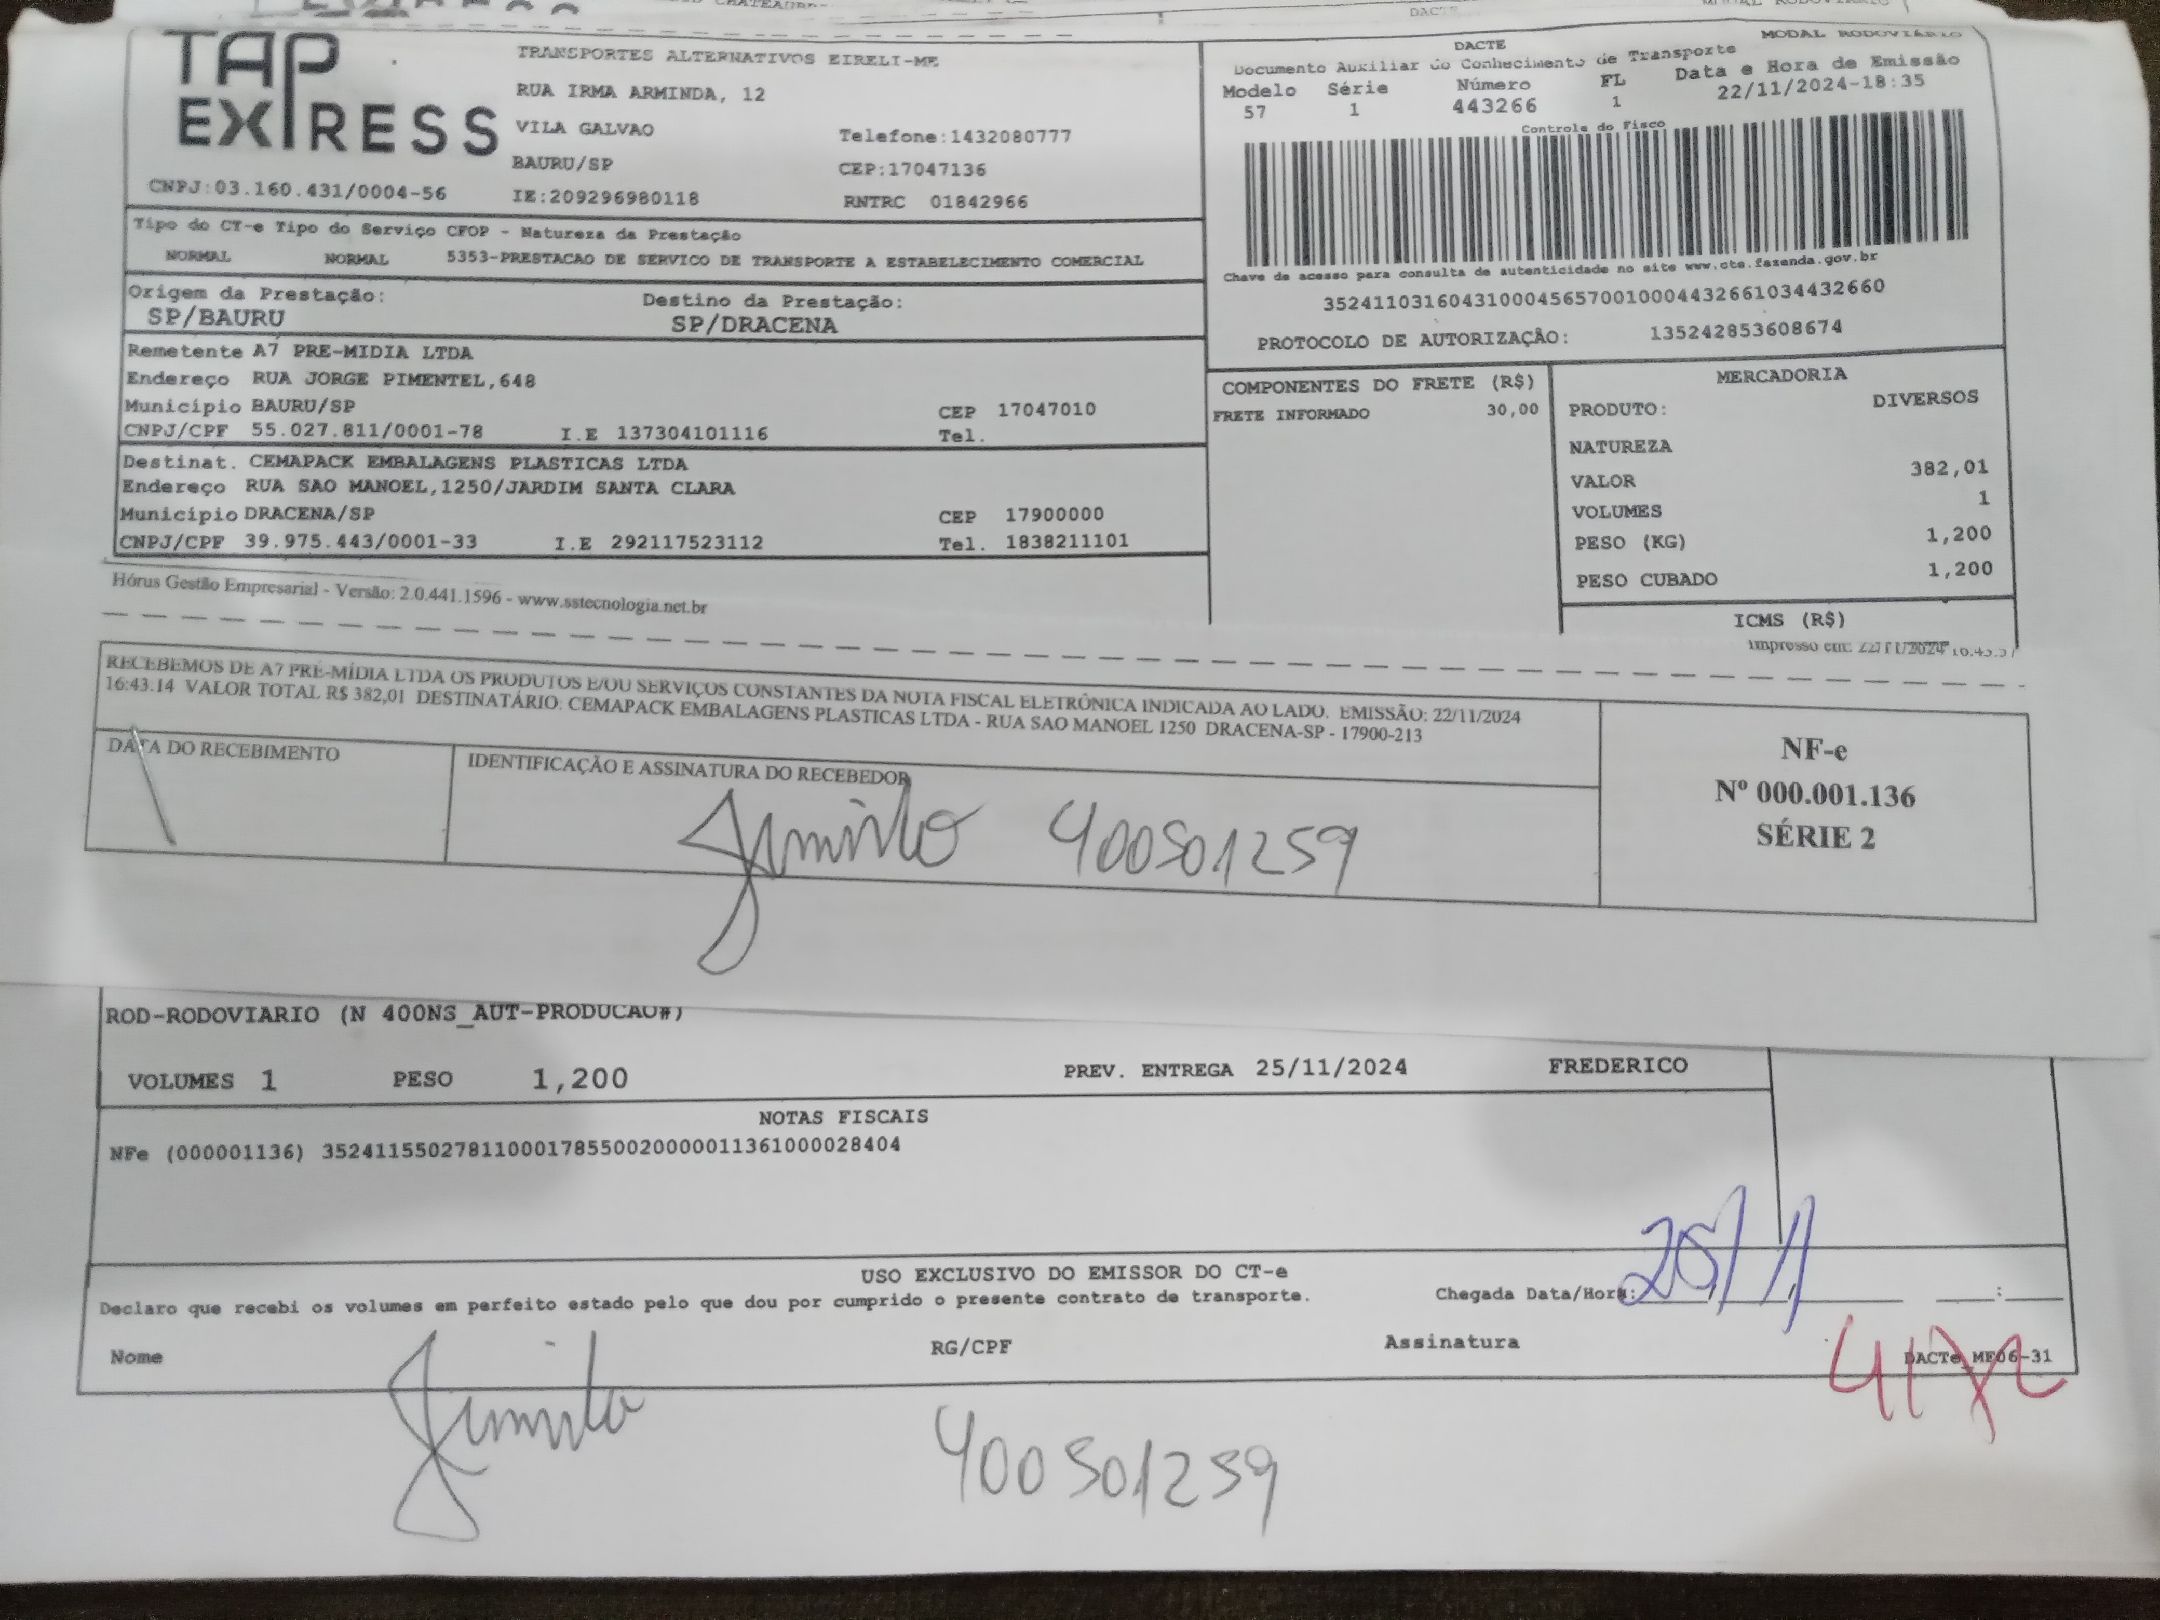 DACTE
TAP EXPRESS
TRANSPORTES ALTERNATIVOS EIRELI-ME
RUA IRMA ARMINDA, 12
VILA GALVAO Telefone:1432080777
BAURU/SP CEP:17047136
CNPJ:03.160.431/0004-56 IE:209296980118 RNTRC 01842966
DACTE MODAL RODOVIÁRIO
Documento Auxiliar do Conhecimento de Transporte
Modelo Série Número FL Data e Hora de Emissão
57 1 443266 1 22/11/2024-18:35
Controle do Fisco
Chave de acesso para consulta de autenticidade no site www.cte.fazenda.gov.br
35241103160431000456570010004432661034432660
PROTOCOLO DE AUTORIZAÇÃO: 135242853608674
Tipo do CT-e Tipo do Serviço CFOP - Natureza da Prestação
NORMAL NORMAL 5353-PRESTACAO DE SERVICO DE TRANSPORTE A ESTABELECIMENTO COMERCIAL
Origem da Prestação: Destino da Prestação:
SP/BAURU SP/DRACENA
Remetente A7 PRE-MIDIA LTDA
Endereço RUA JORGE PIMENTEL,648
Município BAURU/SP CEP 17047010
CNPJ/CPF 55.027.811/0001-78 I.E 137304101116 Tel.
Destinat. CEMAPACK EMBALAGENS PLASTICAS LTDA
Endereço RUA SAO MANOEL,1250/JARDIM SANTA CLARA
Município DRACENA/SP CEP 17900000
CNPJ/CPF 39.975.443/0001-33 I.E 292117523112 Tel. 1838211101
COMPONENTES DO FRETE (R$)
FRETE INFORMADO 30,00
MERCADORIA
PRODUTO: DIVERSOS
NATUREZA
VALOR 382,01
VOLUMES 1
PESO (KG) 1,200
PESO CUBADO 1,200
ICMS (R$)
Hórus Gestão Empresarial - Versão: 2.0.441.1596 - www.sstecnologia.net.br
Impresso em: 22/11/2024
RECEBEMOS DE A7 PRÉ-MÍDIA LTDA OS PRODUTOS E/OU SERVIÇOS CONSTANTES DA NOTA FISCAL ELETRÔNICA INDICADA AO LADO. EMISSÃO: 22/11/2024
16:43.14 VALOR TOTAL R$ 382,01 DESTINATÁRIO: CEMAPACK EMBALAGENS PLASTICAS LTDA - RUA SAO MANOEL 1250 DRACENA-SP - 17900-213
DATA DO RECEBIMENTO IDENTIFICAÇÃO E ASSINATURA DO RECEBEDOR
400501259
NF-e
Nº 000.001.136
SÉRIE 2
ROD-RODOVIARIO (N 400NS_AUT-PRODUCAO#)
VOLUMES 1 PESO 1,200 PREV. ENTREGA 25/11/2024 FREDERICO
NOTAS FISCAIS
NFe (000001136) 35241155027811000178550020000011361000028404
USO EXCLUSIVO DO EMISSOR DO CT-e
Declaro que recebi os volumes em perfeito estado pelo que dou por cumprido o presente contrato de transporte. Chegada Data/Hora:
Nome RG/CPF Assinatura DACTe_ME06-31
400501259